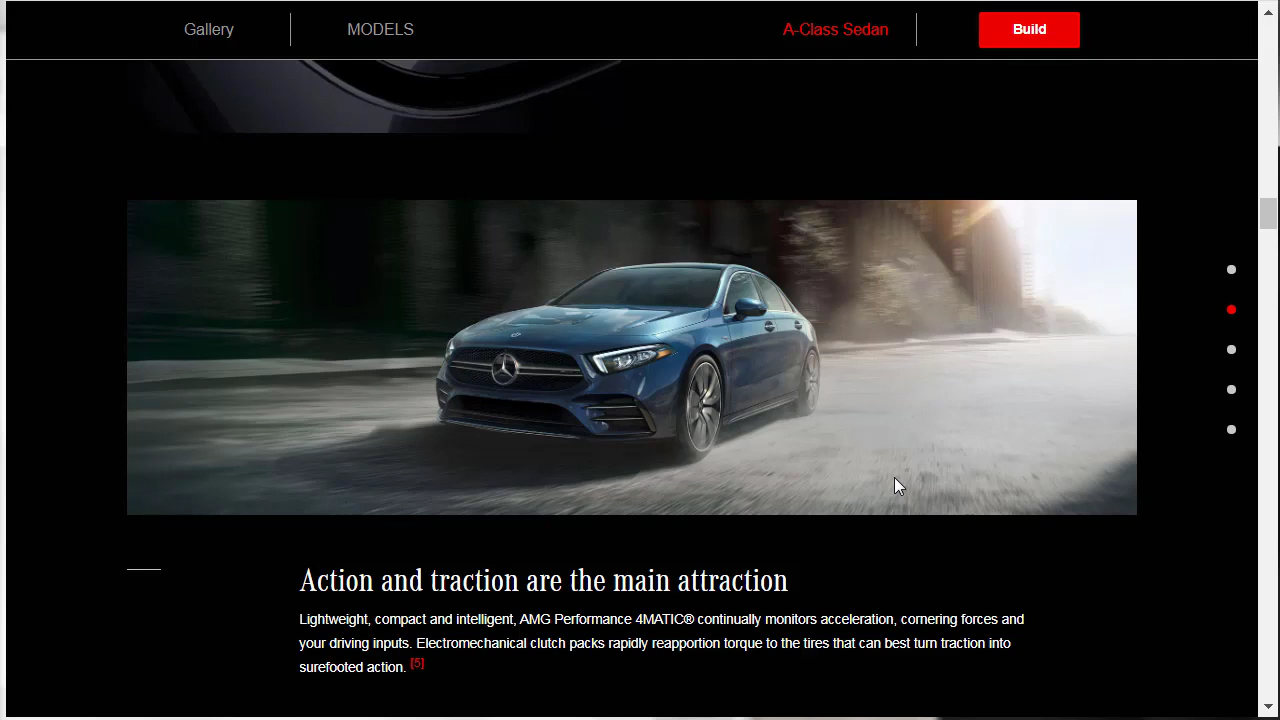 Gallery
MODELS
A-Class Sedan
Build
Action and traction are the main attraction
Lightweight, compact and intelligent, AMG Performance 4MATIC® continually monitors acceleration, cornering forces and
your driving inputs. Electromechanical clutch packs rapidly reapportion torque to the tires that can best turn traction into
surefooted action. [5]